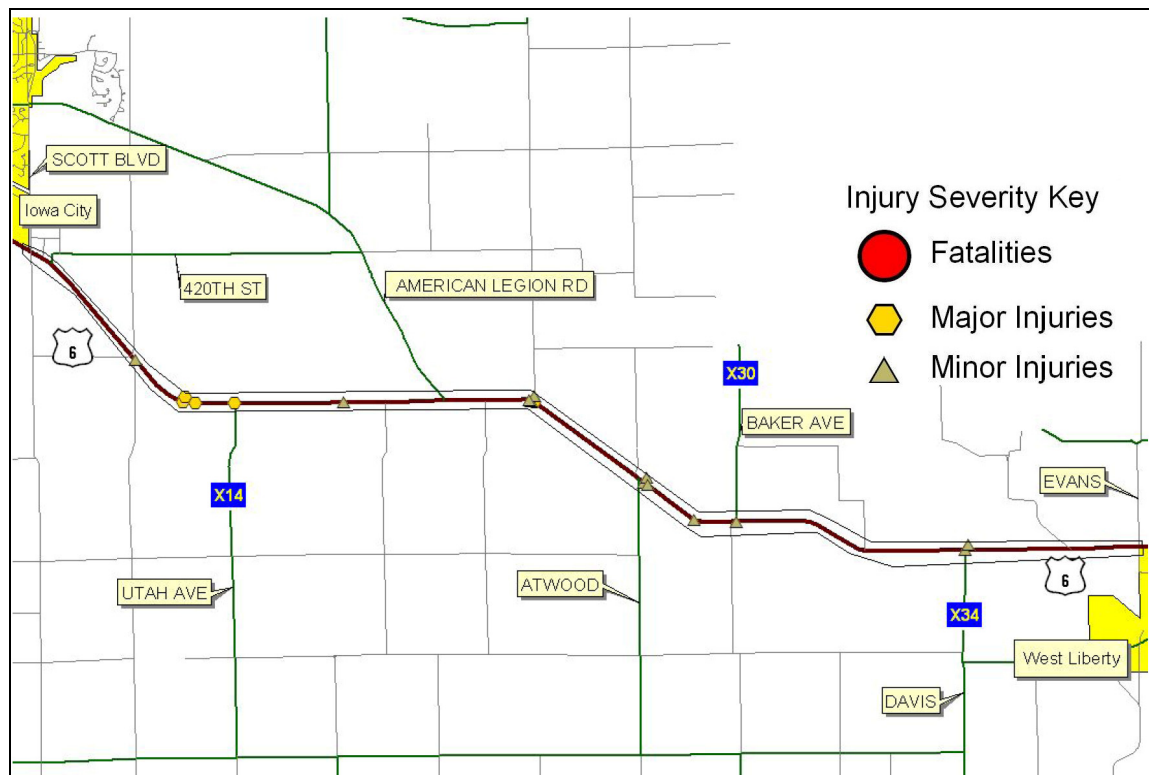 SCOTT BLVD
Iowa City
Injury Severity Key
Fatalities
420TH ST
AMERICAN LEGION RD
Major Injuries
6
Minor Injuries
X30
BAKER AVE
EVANS
X14
6
UTAH AVE
ATWOOD
X34
West Liberty
DAVIS